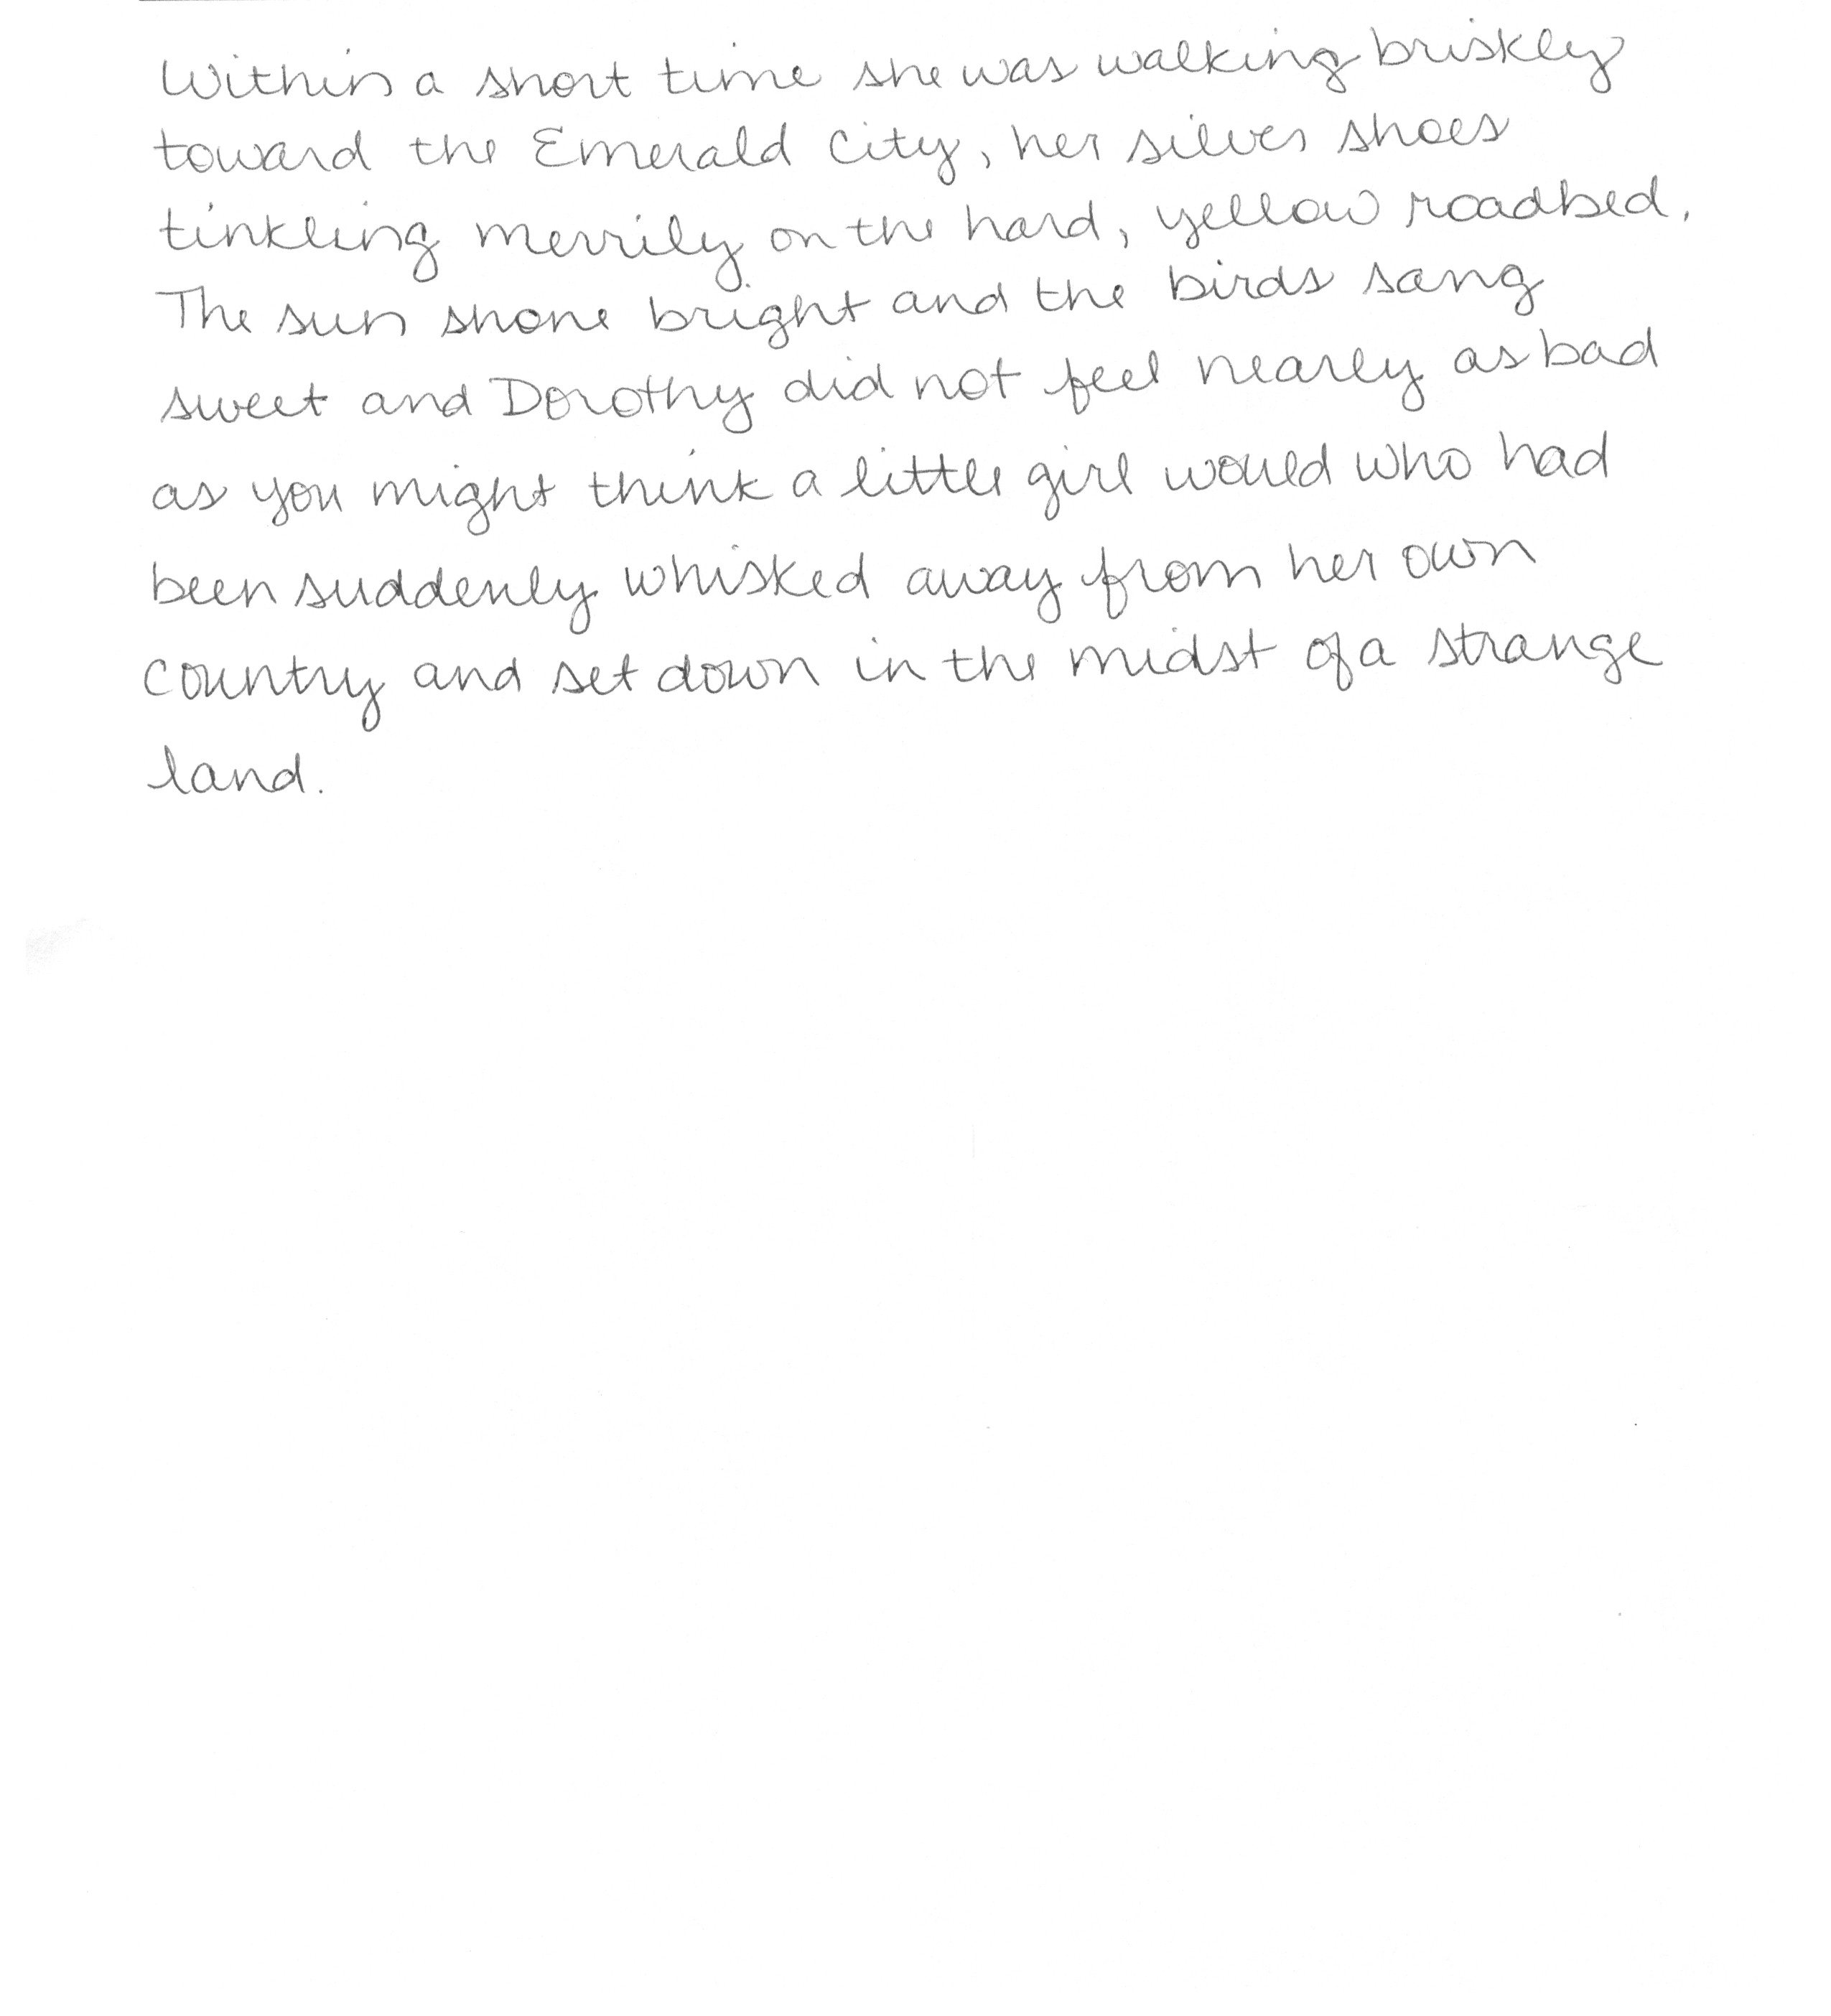 Within a short time she was walking briskley
toward the Emerald City, her silver shoes
tinkling merrily on the hard, yellow roadbed.
The sun shone bright and the birds sang
sweet and Dorothy did not feel nearly as bad
as you might think a little girl would who had
been suddenly whisked away from her own
country and set down in the midst of a strange
land.